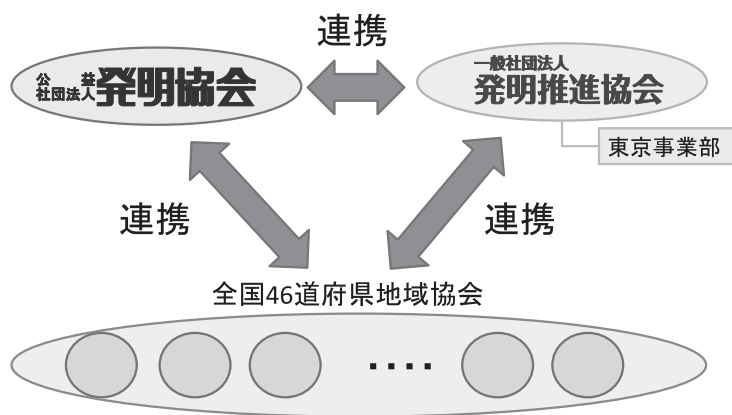 連携
公益
社団法人 発明協会
一般社団法人
発明推進協会
東京事業部
連携
連携
全国46道府県地域協会
‥‥